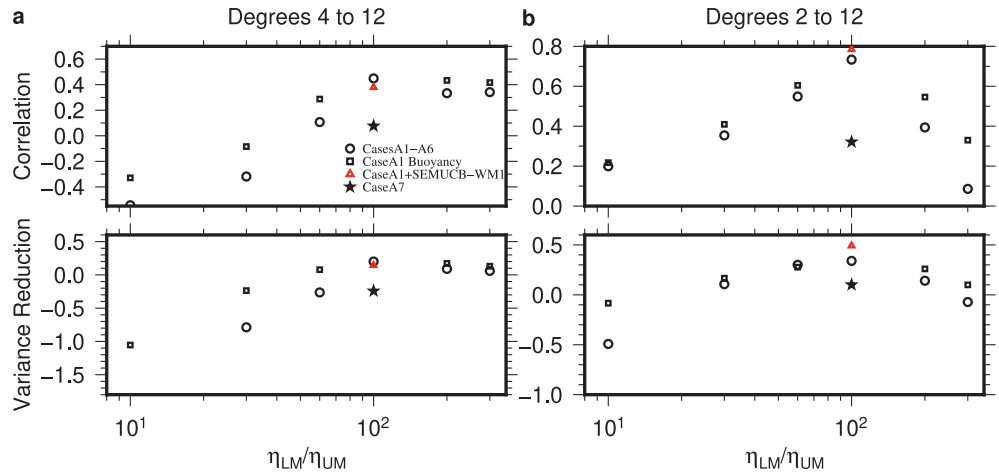 a Degrees 4 to 12
b Degrees 2 to 12
Correlation
0.6
0.4
0.2
0.0
−0.2
−0.4
CasesA1−A6
CaseA1 Buoyancy
CaseA1+SEMUCB−WM1
CaseA7
0.8
0.6
0.4
0.2
0.0
Variance Reduction
0.5
0.0
−0.5
−1.0
−1.5
0.5
0.0
−0.5
−1.0
10¹ 10²
10¹ 10²
ηLM/ηUM
ηLM/ηUM